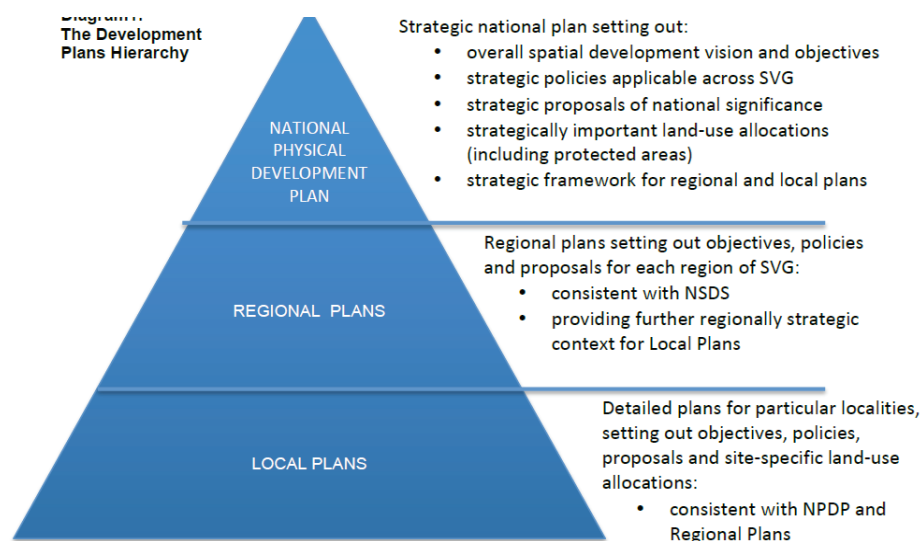 Diagram1:
The Development
Plans Hierarchy
Strategic national plan setting out:
• overall spatial development vision and objectives
• strategic policies applicable across SVG
• strategic proposals of national significance
• strategically important land-use allocations
(including protected areas)
• strategic framework for regional and local plans
NATIONAL
PHYSICAL
DEVELOPMENT
PLAN
Regional plans setting out objectives, policies
and proposals for each region of SVG:
• consistent with NSDS
• providing further regionally strategic
context for Local Plans
REGIONAL PLANS
Detailed plans for particular localities,
setting out objectives, policies,
proposals and site-specific land-use
allocations:
• consistent with NPDP and
Regional Plans
LOCAL PLANS